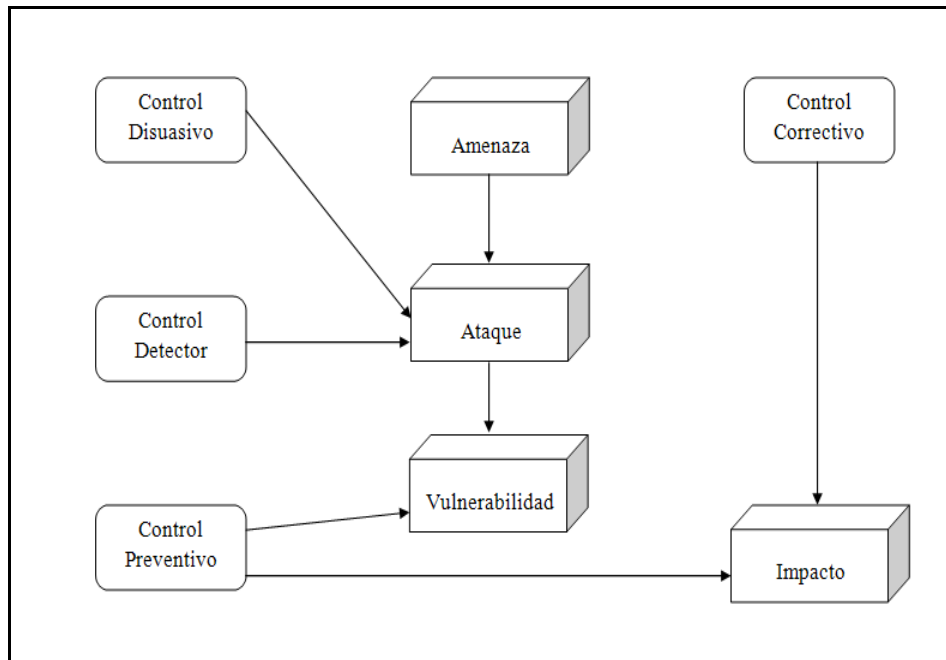 Control
Disuasivo
Amenaza
Control
Correctivo
Control
Detector
Ataque
Vulnerabilidad
Control
Preventivo
Impacto